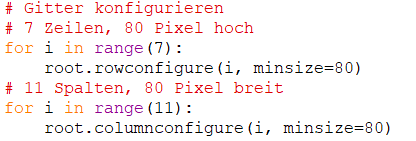 # Gitter konfigurieren
# 7 Zeilen, 80 Pixel hoch
for i in range(7):
    root.rowconfigure(i, minsize=80)
# 11 Spalten, 80 Pixel breit
for i in range(11):
    root.columnconfigure(i, minsize=80)